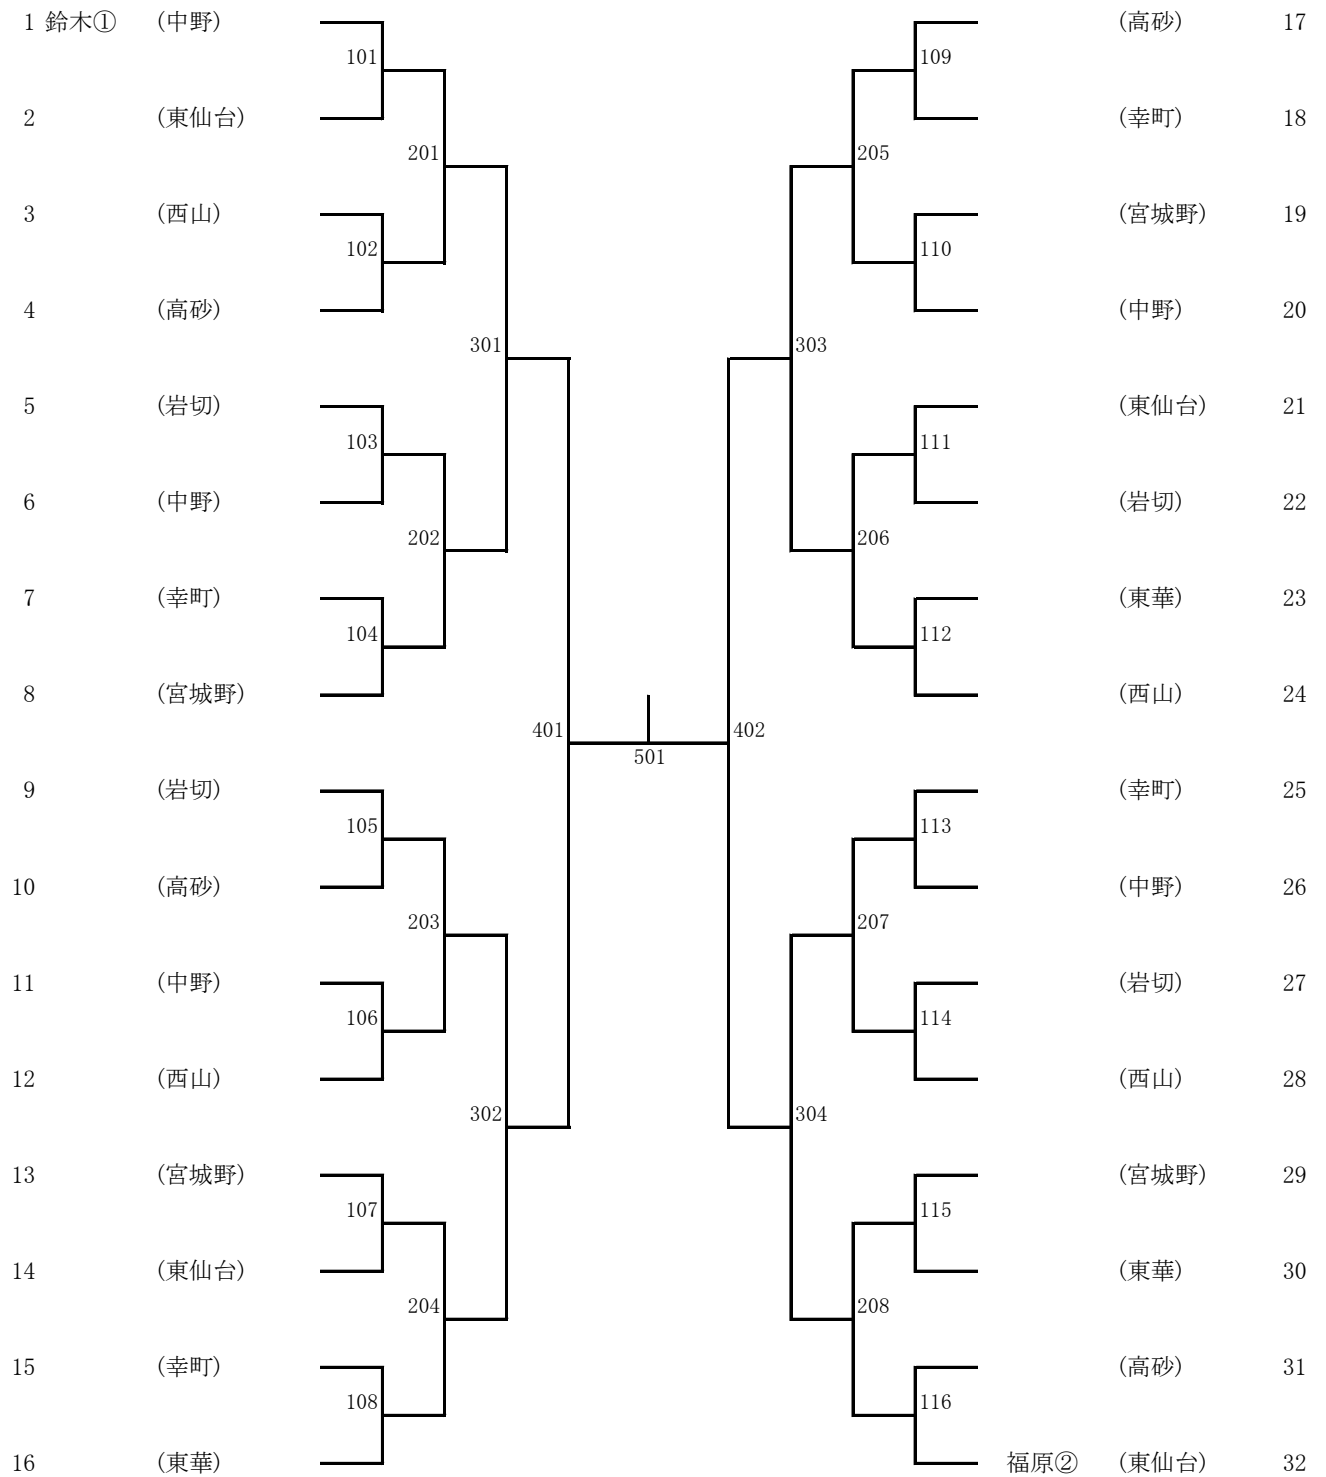 1 鈴木① (中野) (高砂) 17
101 109
2 (東仙台) (幸町) 18
201 205
3 (西山) (宮城野) 19
102 110
4 (高砂) (中野) 20
301 303
5 (岩切) (東仙台) 21
103 111
6 (中野) (岩切) 22
202 206
7 (幸町) (東華) 23
104 112
8 (宮城野) (西山) 24
401 402
501
9 (岩切) (幸町) 25
105 113
10 (高砂) (中野) 26
203 207
11 (中野) (岩切) 27
106 114
12 (西山) (西山) 28
302 304
13 (宮城野) (宮城野) 29
107 115
14 (東仙台) (東華) 30
204 208
15 (幸町) (高砂) 31
108 116
16 (東華) 福原② (東仙台) 32